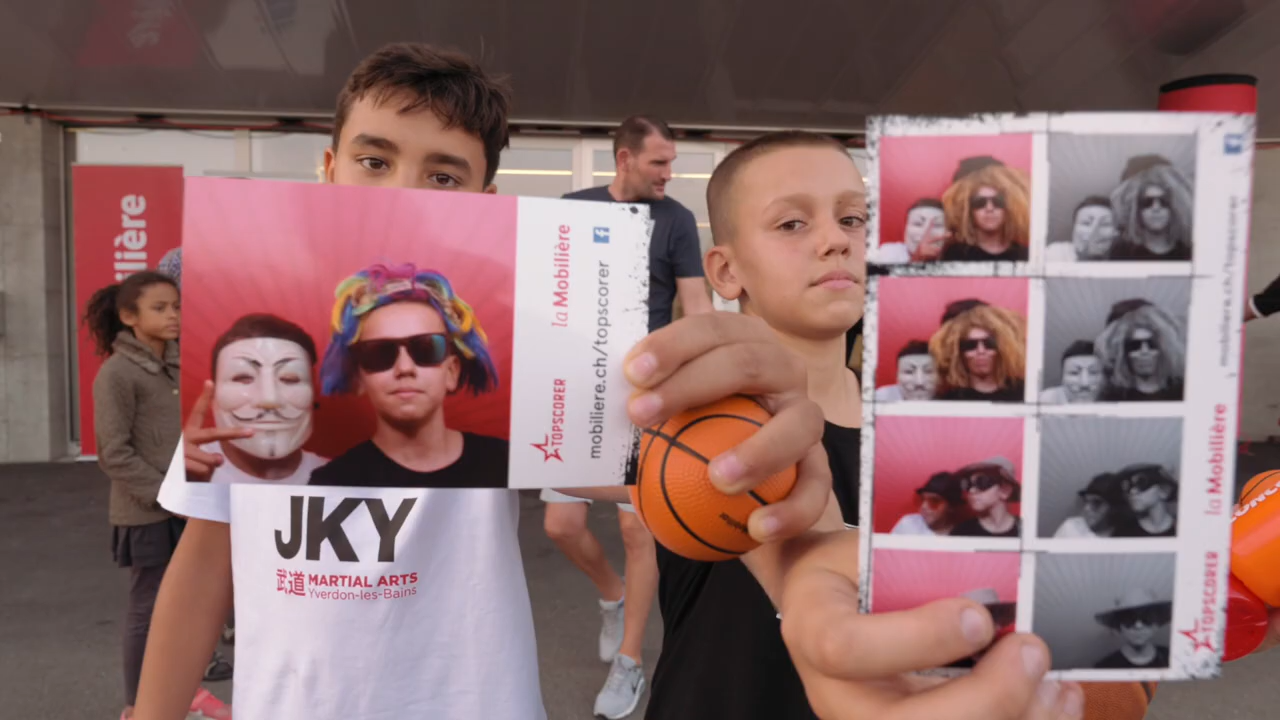 ilière
la Mobilière
TOPSCORER
mobiliere.ch/topscorer
JKY
武道 MARTIAL ARTS
Yverdon-les-Bains
mobiliere.ch/topscorer
la Mobilière
TOPSCORER